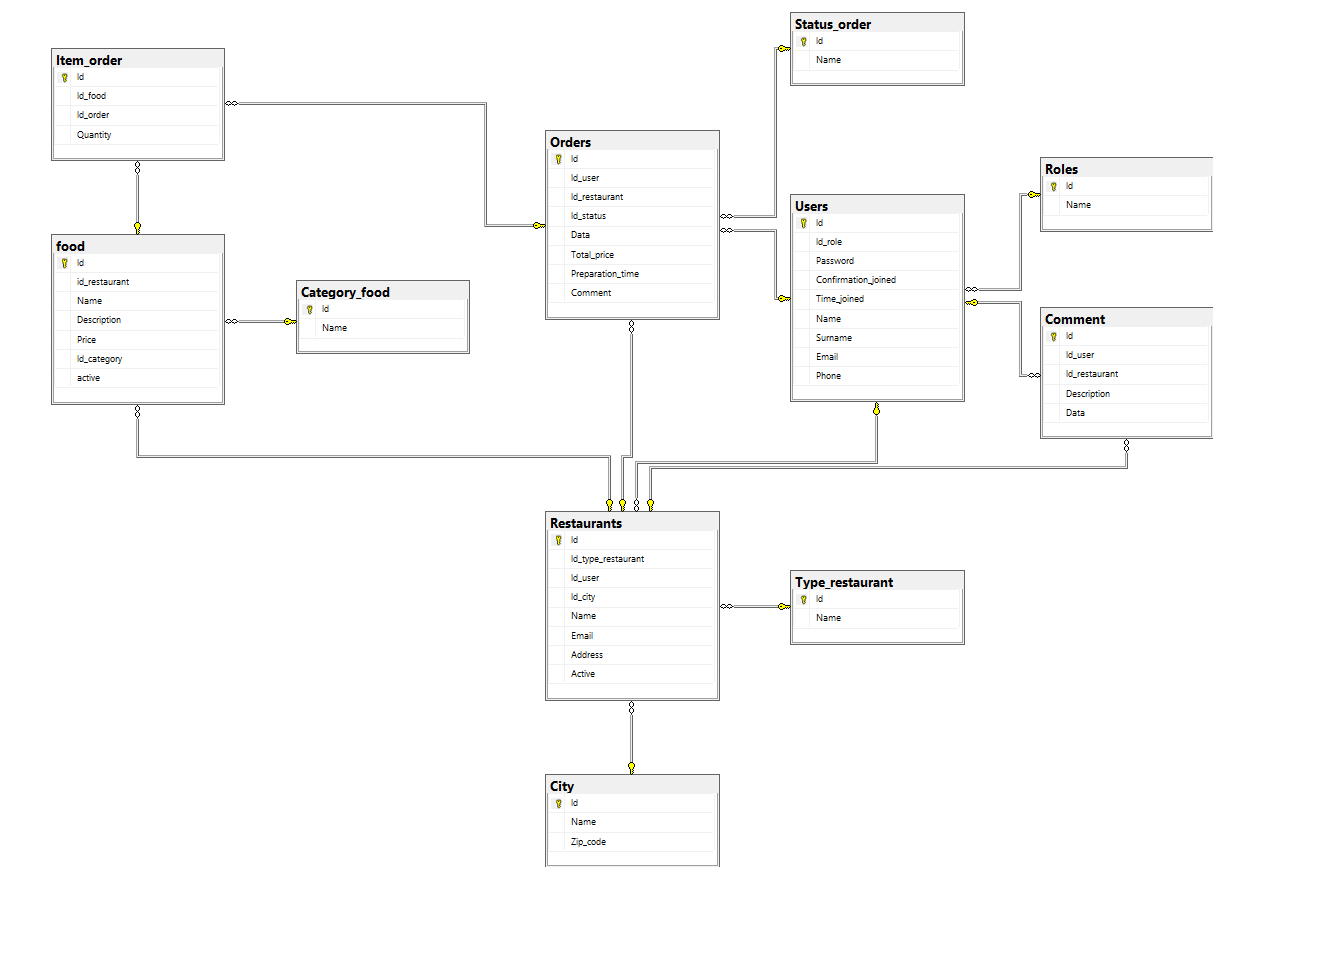 Status_order
Id
Name
Item_order
Id
Id_food
Id_order
Quantity
Orders
Id
Id_user
Id_restaurant
Id_status
Data
Total_price
Preparation_time
Comment
Roles
Id
Name
Users
Id
Id_role
Password
Confirmation_joined
Time_joined
Name
Surname
Email
Phone
food
Id
id_restaurant
Name
Description
Price
Id_category
active
Category_food
Id
Name
Comment
Id
Id_user
Id_restaurant
Description
Data
Restaurants
Id
Id_type_restaurant
Id_user
Id_city
Name
Email
Address
Active
Type_restaurant
Id
Name
City
Id
Name
Zip_code